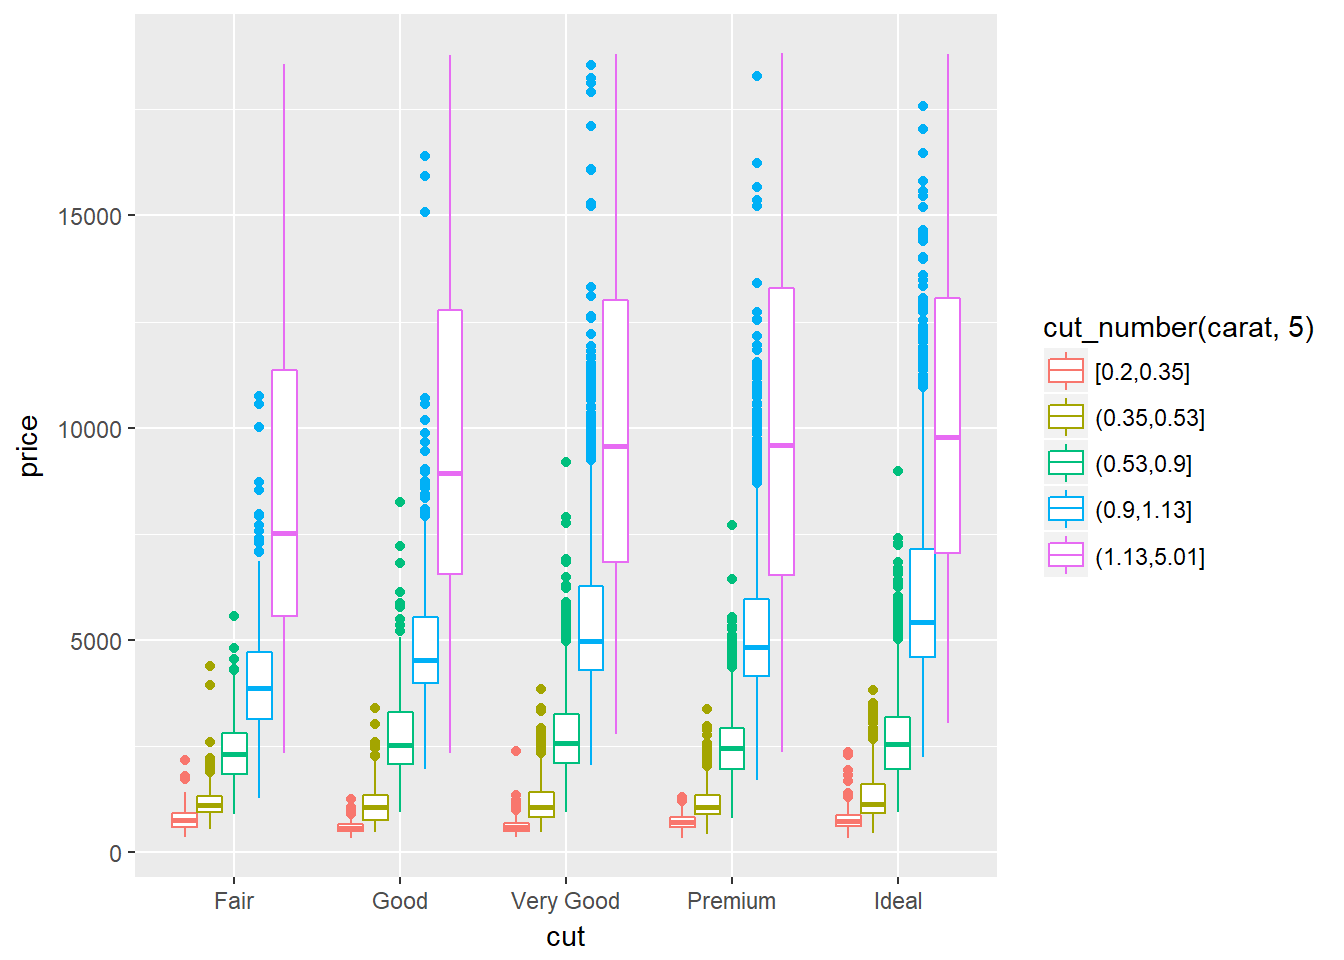 price
15000
10000
5000
0
Fair
Good
Very Good
Premium
Ideal
cut
cut_number(carat, 5)
[0.2,0.35]
(0.35,0.53]
(0.53,0.9]
(0.9,1.13]
(1.13,5.01]